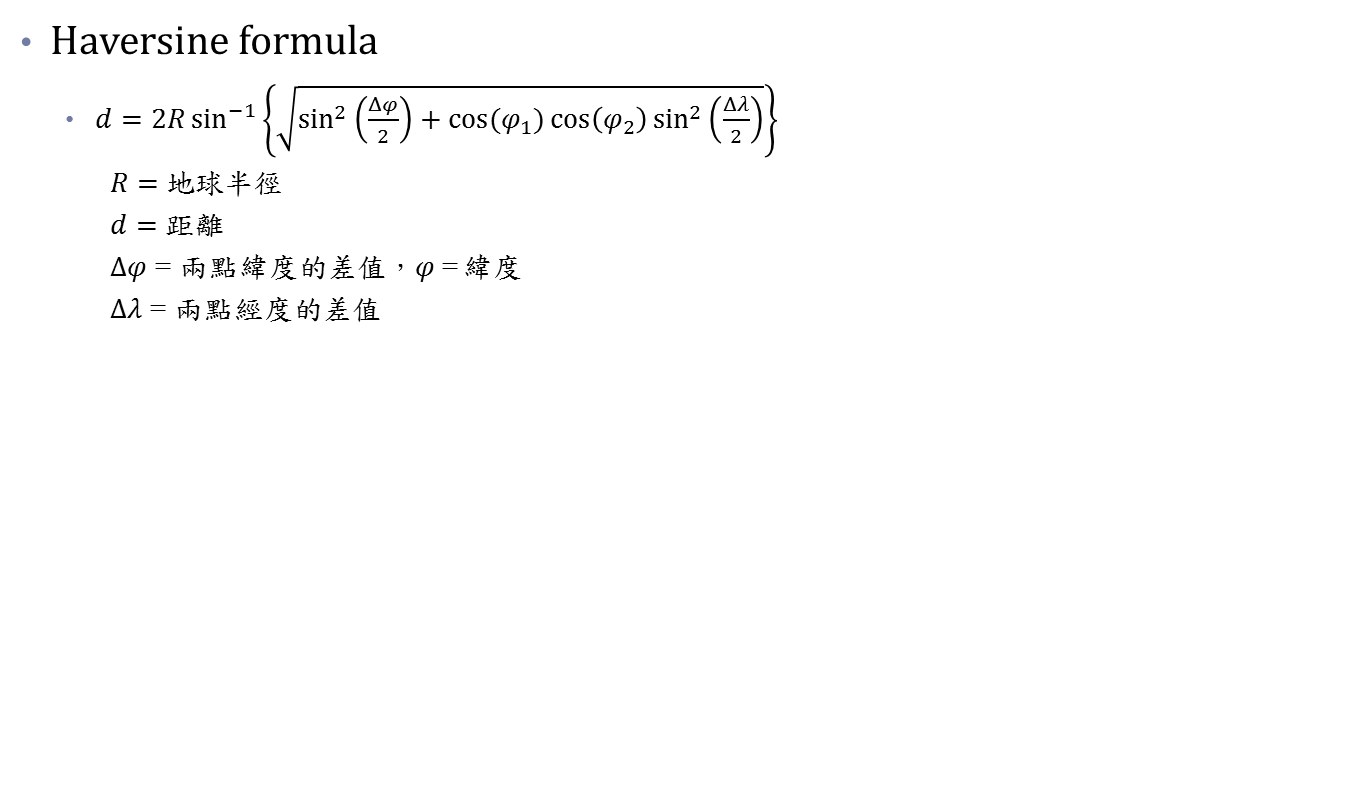 • Haversine formula
• d = 2R sin⁻¹ {√(sin² (Δφ/2) + cos(φ₁) cos(φ₂) sin² (Δλ/2))}
R = 地球半徑
d = 距離
Δφ = 兩點緯度的差值，φ = 緯度
Δλ = 兩點經度的差值